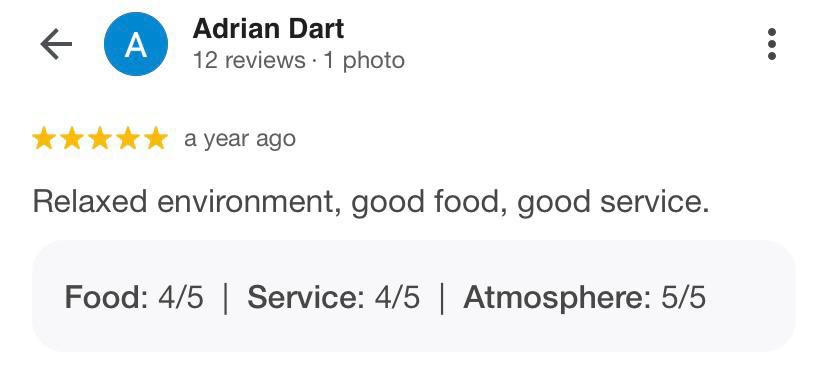 A
Adrian Dart
12 reviews · 1 photo
a year ago
Relaxed environment, good food, good service.
Food: 4/5 | Service: 4/5 | Atmosphere: 5/5